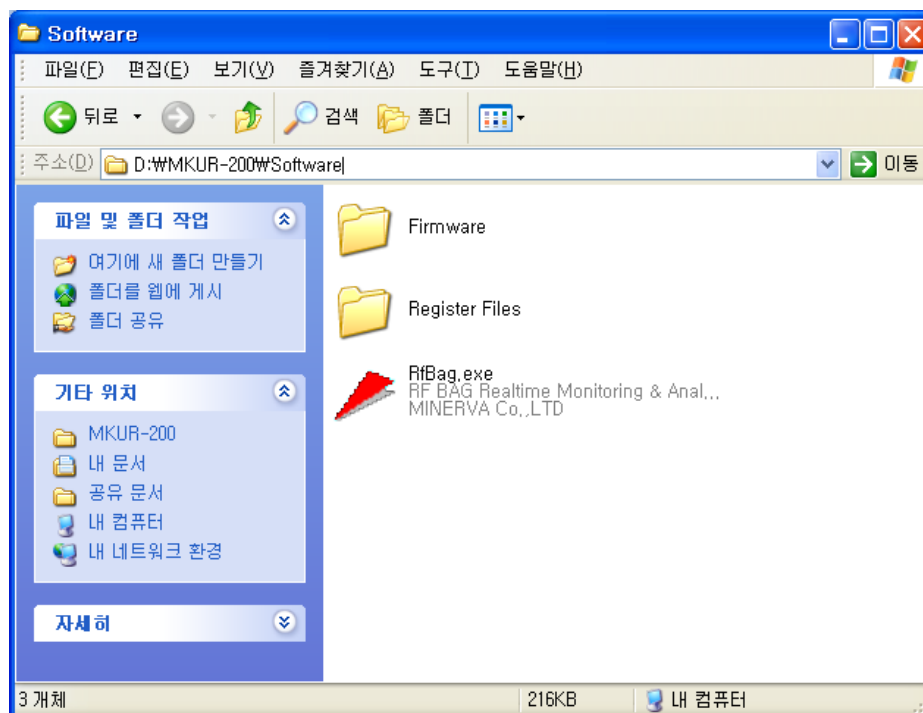 Software
파일(F) 편집(E) 보기(V) 즐겨찾기(A) 도구(T) 도움말(H)
뒤로 검색 폴더
주소(D) D:₩MKUR-200₩Software 이동
파일 및 폴더 작업
여기에 새 폴더 만들기
폴더를 웹에 게시
폴더 공유
기타 위치
MKUR-200
내 문서
공유 문서
내 컴퓨터
내 네트워크 환경
자세히
Firmware
Register Files
RfBag.exe
RF BAG Realtime Monitoring & Anal...
MINERVA Co.,LTD
3 개체 216KB 내 컴퓨터